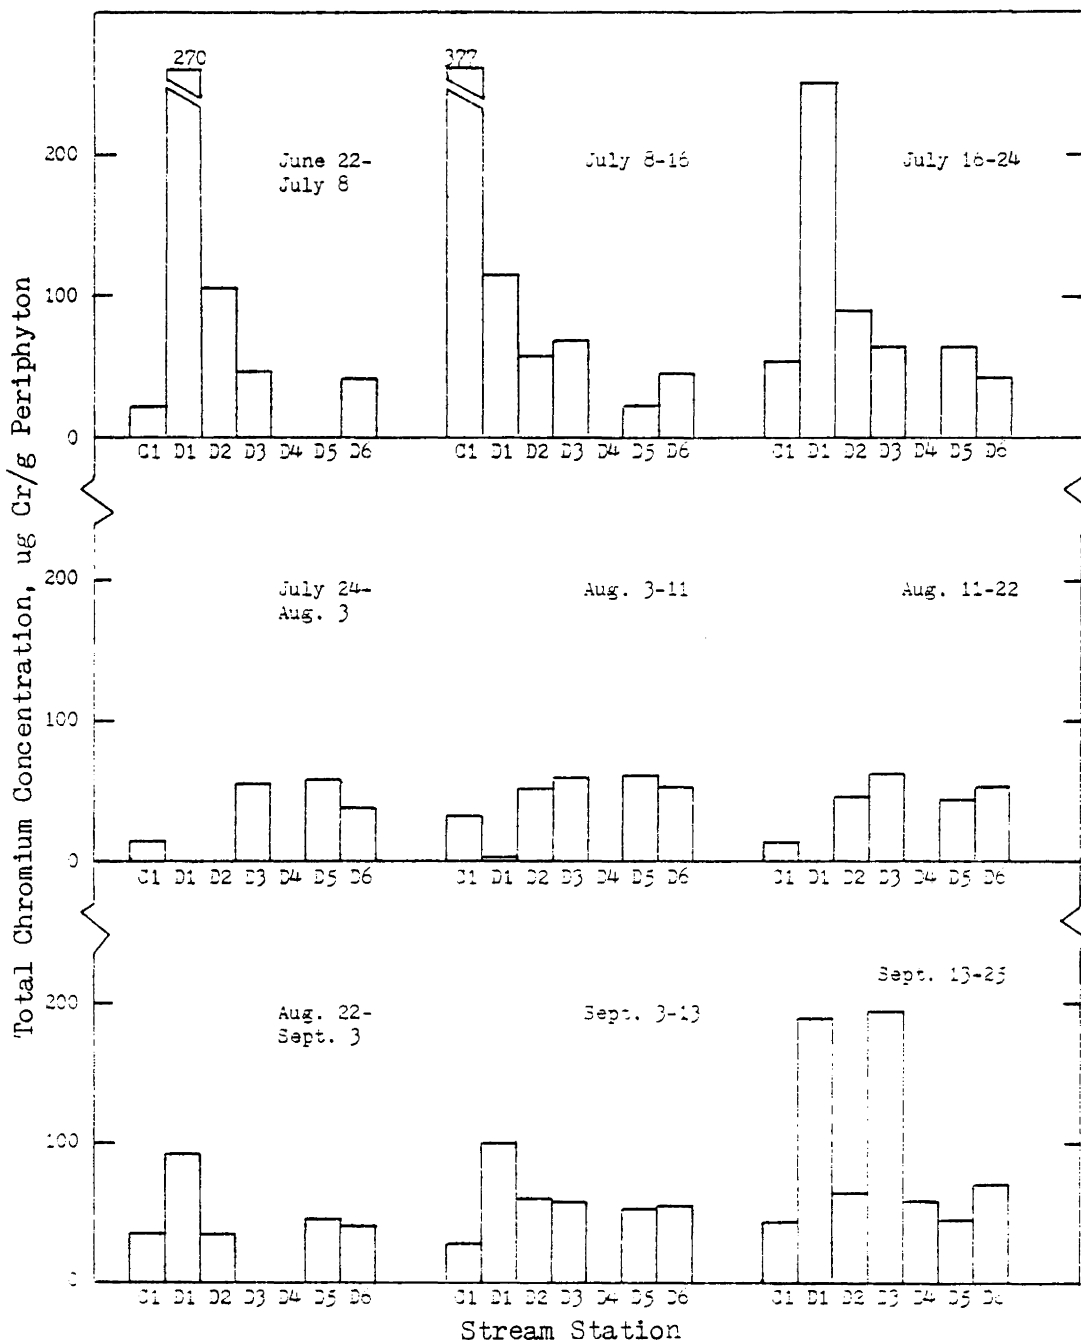 Total Chromium Concentration, ug Cr/g Periphyton
270
377
200
June 22-
July 8
July 8-16
July 16-24
100
0
C1 D1 D2 D3 D4 D5 D6
C1 D1 D2 D3 D4 D5 D6
C1 D1 D2 D3 D4 D5 D6
200
July 24-
Aug. 3
Aug. 3-11
Aug. 11-22
100
0
C1 D1 D2 D3 D4 D5 D6
C1 D1 D2 D3 D4 D5 D6
C1 D1 D2 D3 D4 D5 D6
Sept. 13-25
200
Aug. 22-
Sept. 3
Sept. 3-13
100
0
C1 D1 D2 D3 D4 D5 D6
C1 D1 D2 D3 D4 D5 D6
C1 D1 D2 D3 D4 D5 D6
Stream Station